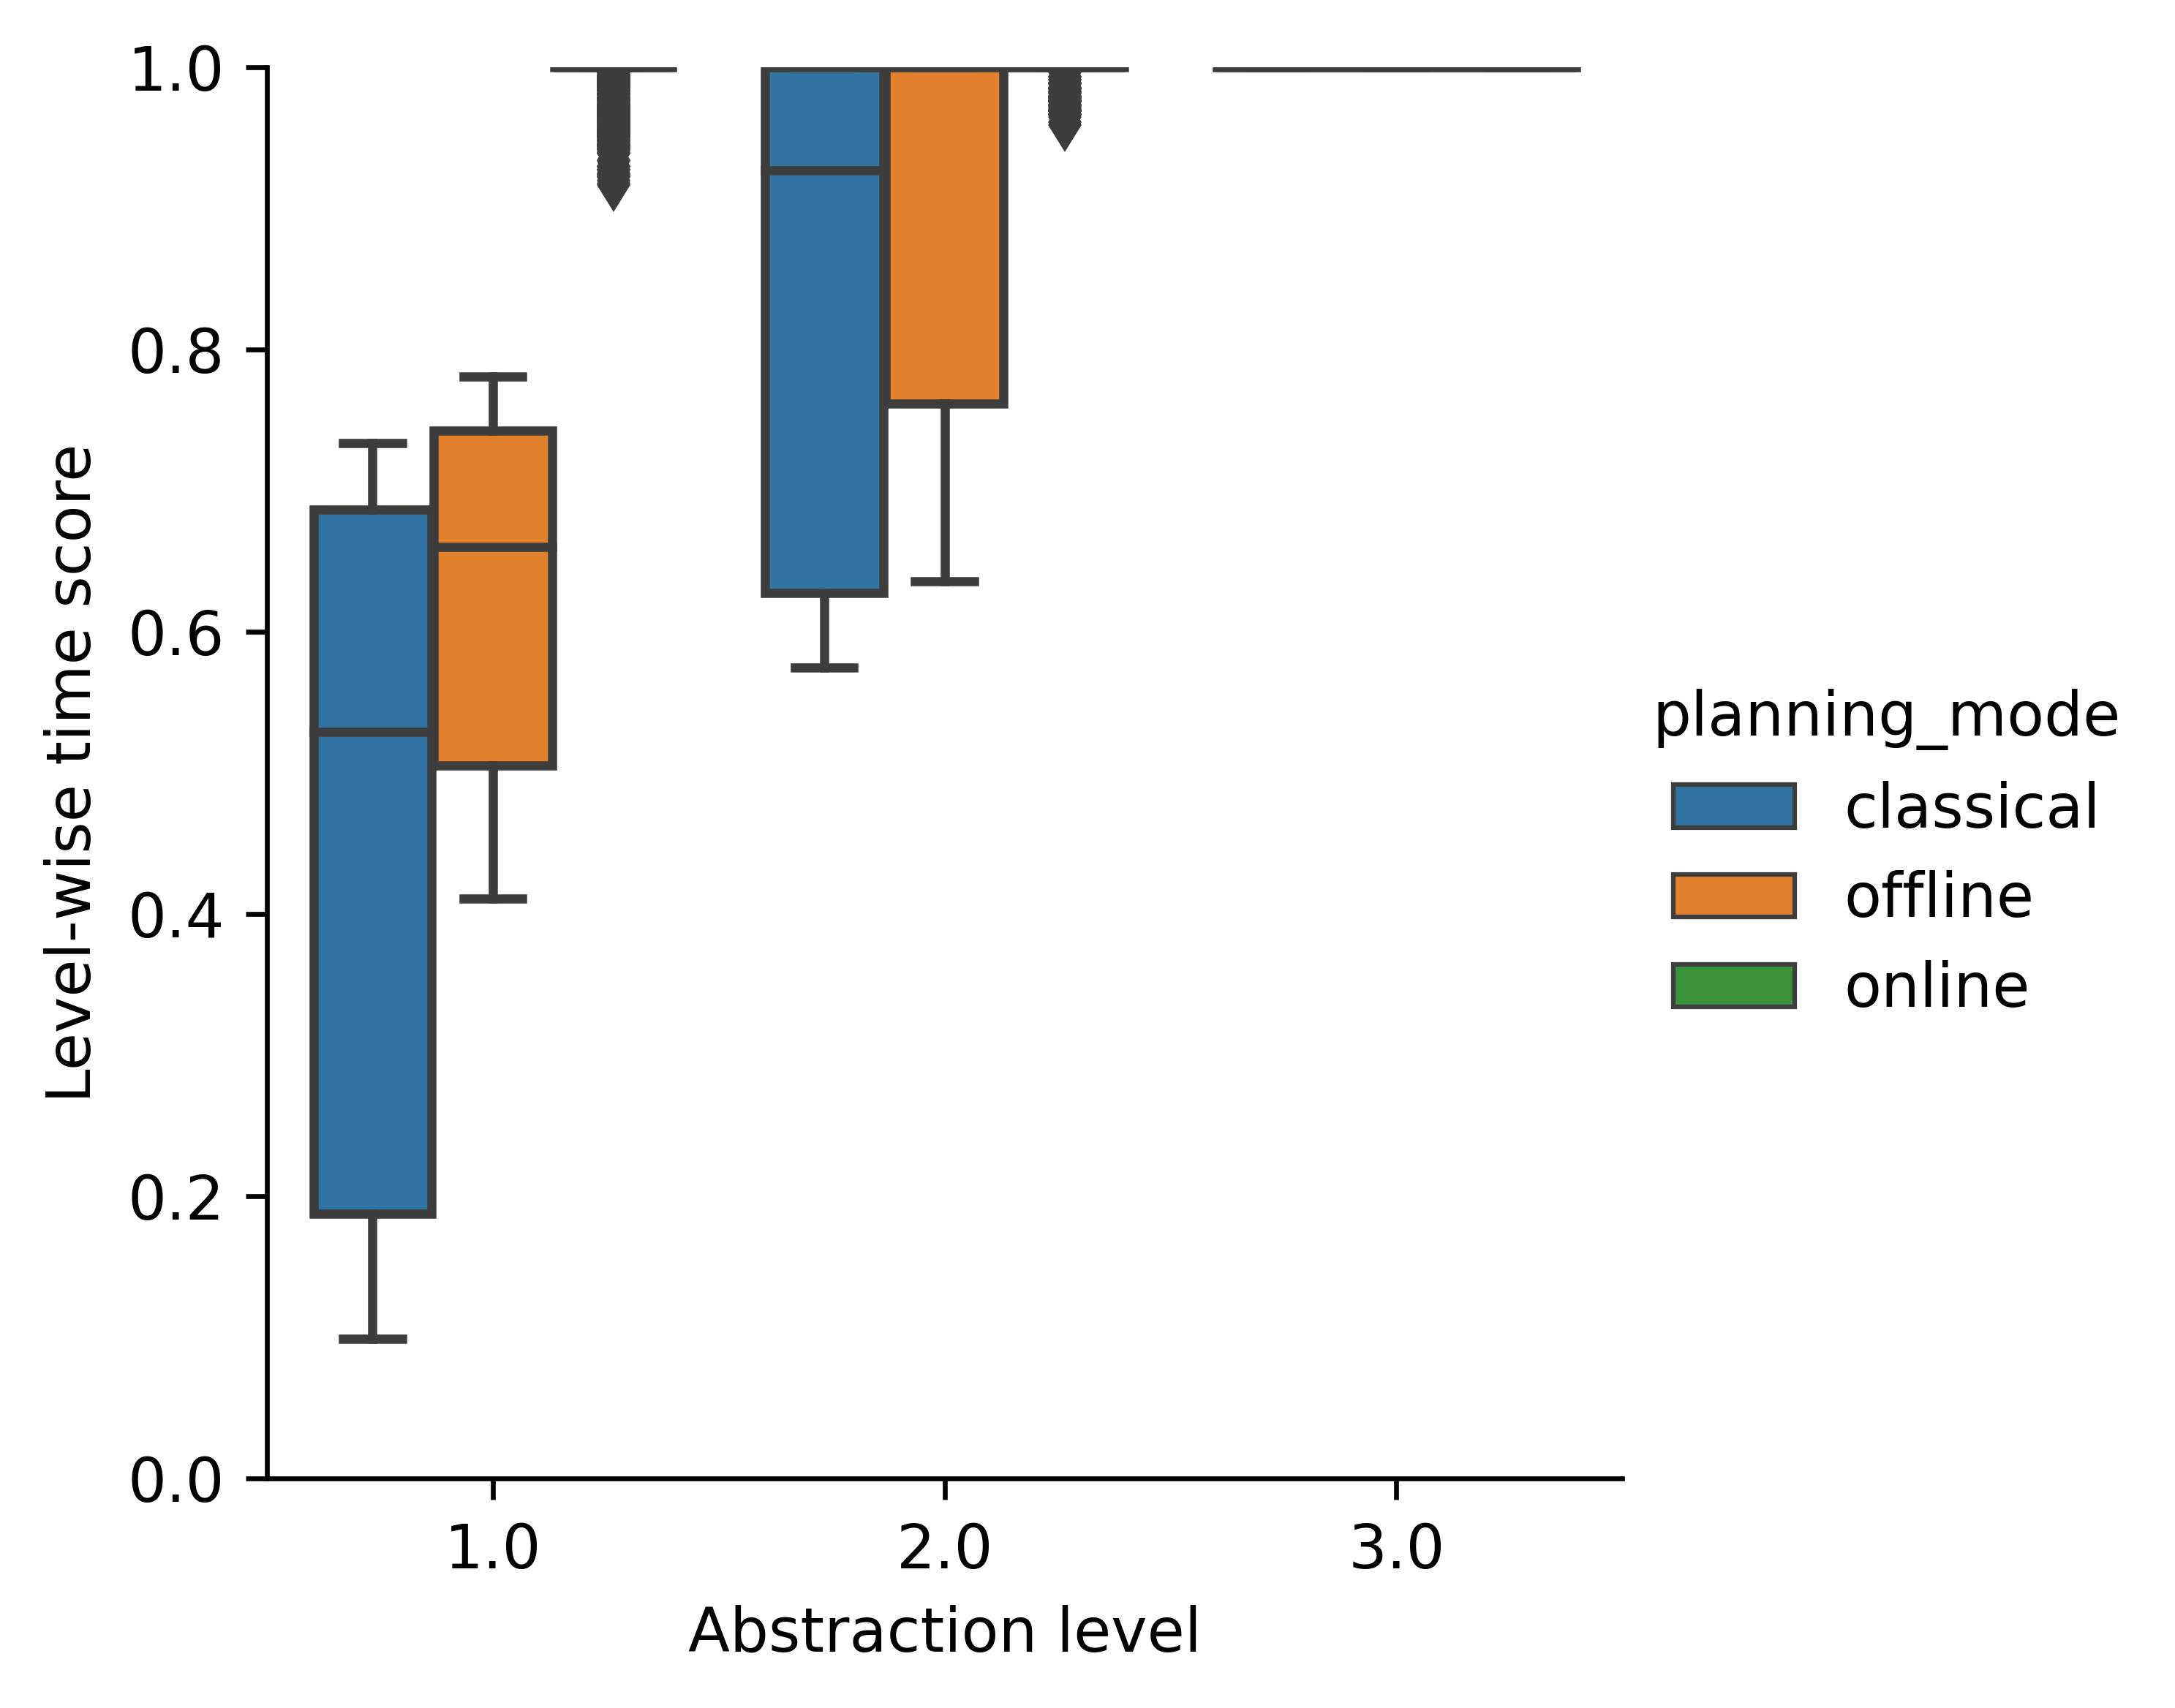 1.0
0.8
0.6
0.4
0.2
0.0
Level-wise time score
1.0 2.0 3.0
Abstraction level
planning_mode
classical
offline
online